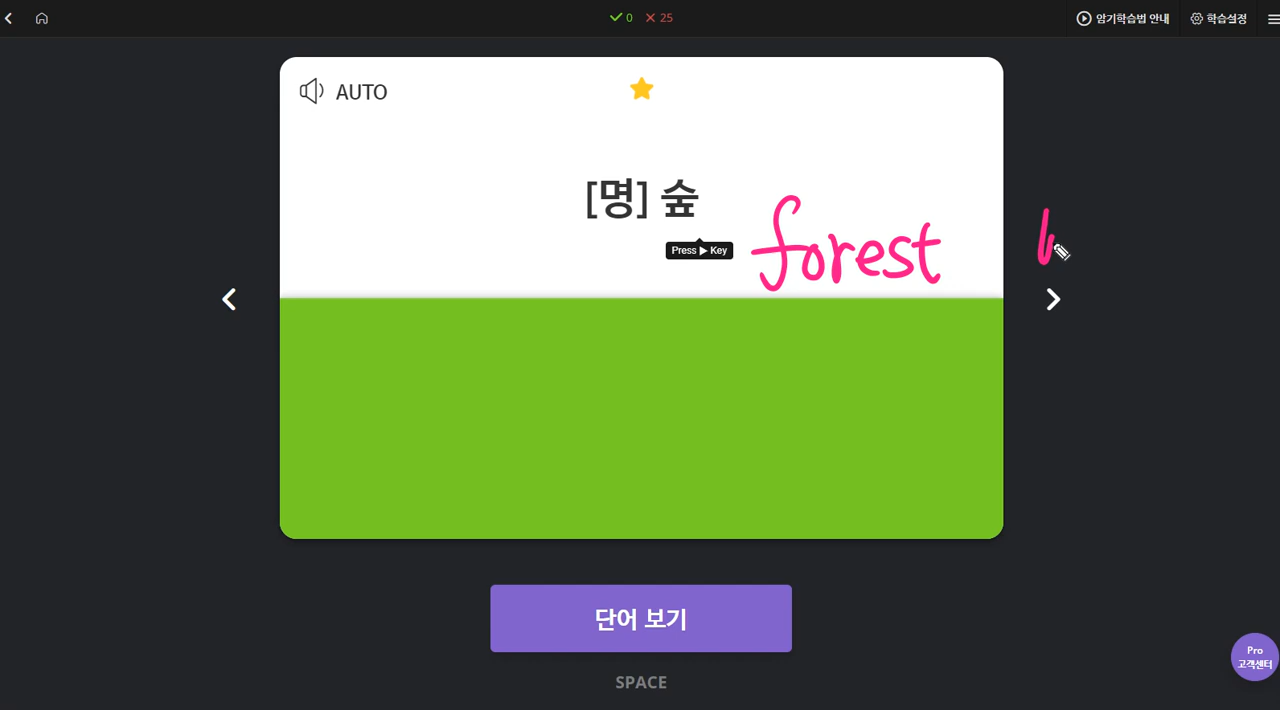 0 25
암기학습법 안내 학습설정
AUTO
[명] 숲
Press ▶ Key
forest
단어 보기
SPACE
Pro
고객센터